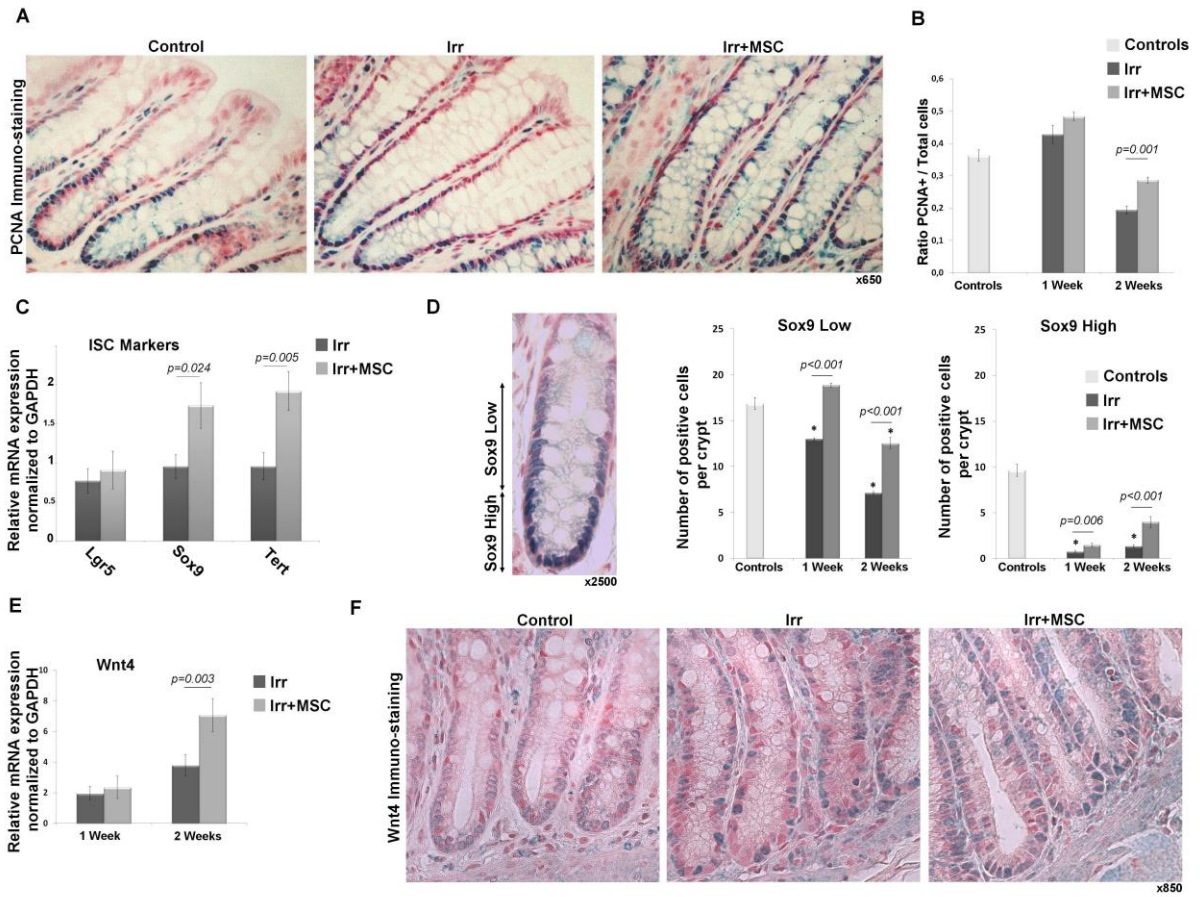 A
Control
Irr
Irr+MSC
PCNA Immuno-staining
x650
B
Controls
Irr
Irr+MSC
Ratio PCNA+ / Total cells
0,6
0,5
0,4
0,3
0,2
0,1
0,0
p=0.001
Controls
1 Week
2 Weeks
C
ISC Markers
Irr
Irr+MSC
Relative mRNA expression
normalized to GAPDH
2
1.5
1
0.5
0
p=0.024
p=0.005
Lgr5
Sox9
Tert
D
Sox9 Low
Sox9 High
x2500
Sox9 Low
Number of positive cells
per crypt
25
20
15
10
5
0
p<0.001
p<0.001
*
*
*
Controls
1 Week
2 Weeks
Sox9 High
Controls
Irr
Irr+MSC
Number of positive cells
per crypt
25
20
15
10
5
0
p=0.006
p<0.001
*
*
Controls
1 Week
2 Weeks
E
Wnt4
Irr
Irr+MSC
Relative mRNA expression
normalized to GAPDH
10
8
6
4
2
0
p=0.003
1 Week
2 Weeks
F
Control
Irr
Irr+MSC
Wnt4 Immuno-staining
x850